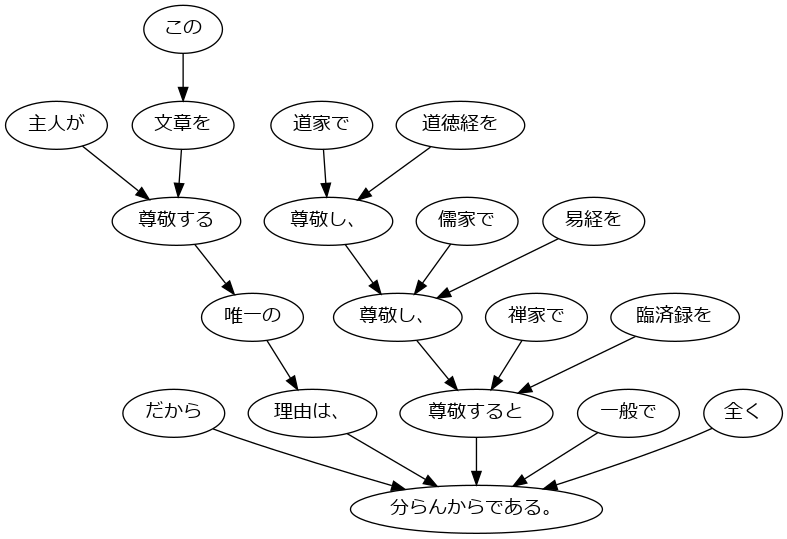 この
主人が 文章を 道家で 道徳経を
尊敬する 尊敬し、 儒家で 易経を
唯一の 尊敬し、 禅家で 臨済録を
だから 理由は、 尊敬すると 一般で 全く
分らんからである。